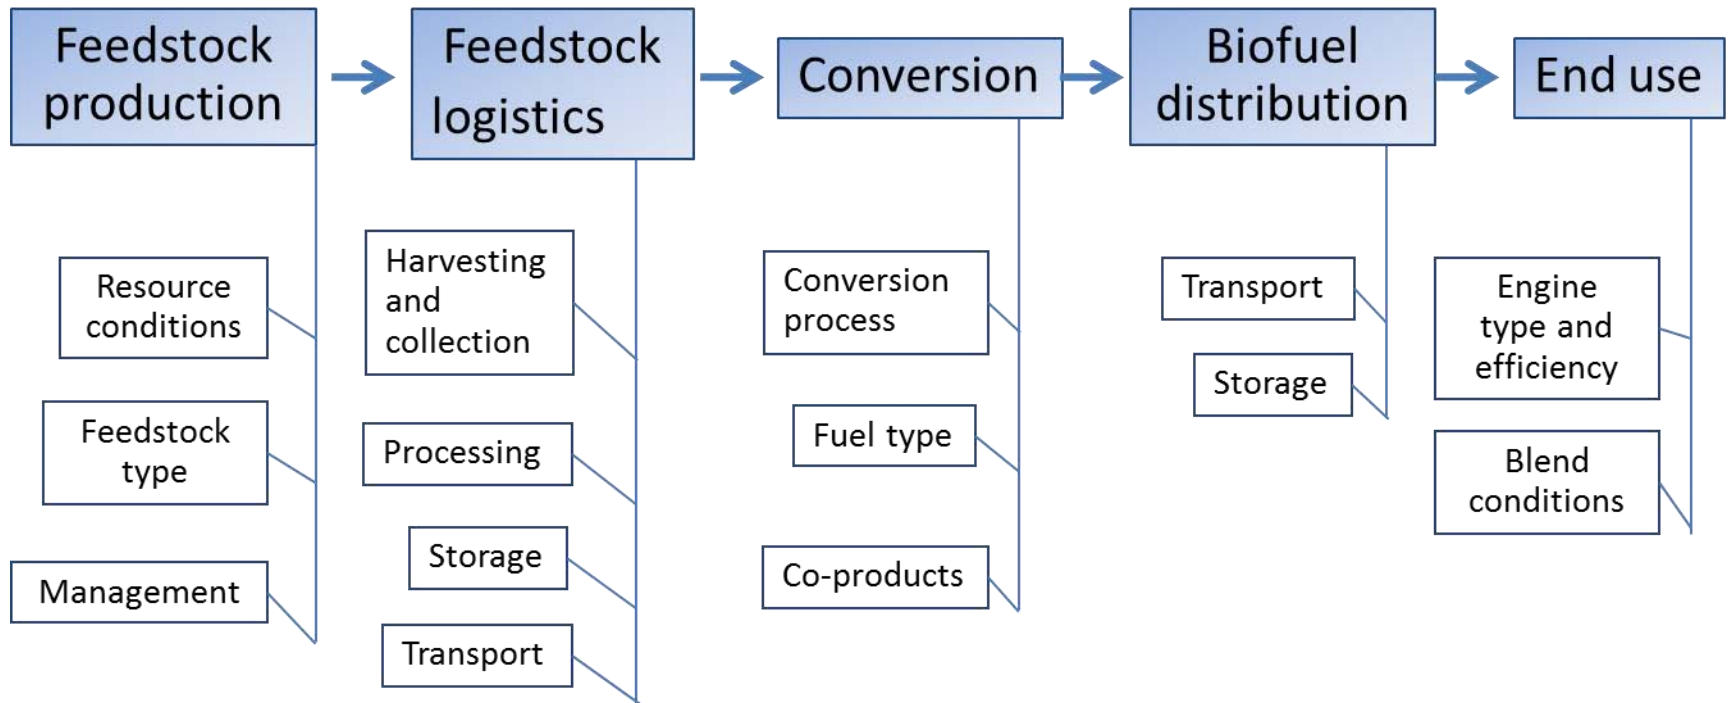 Feedstock
production
Feedstock
logistics
Conversion
Biofuel
distribution
End use
Resource
conditions
Feedstock
type
Management
Harvesting
and
collection
Processing
Storage
Transport
Conversion
process
Fuel type
Co-products
Transport
Storage
Engine
type and
efficiency
Blend
conditions